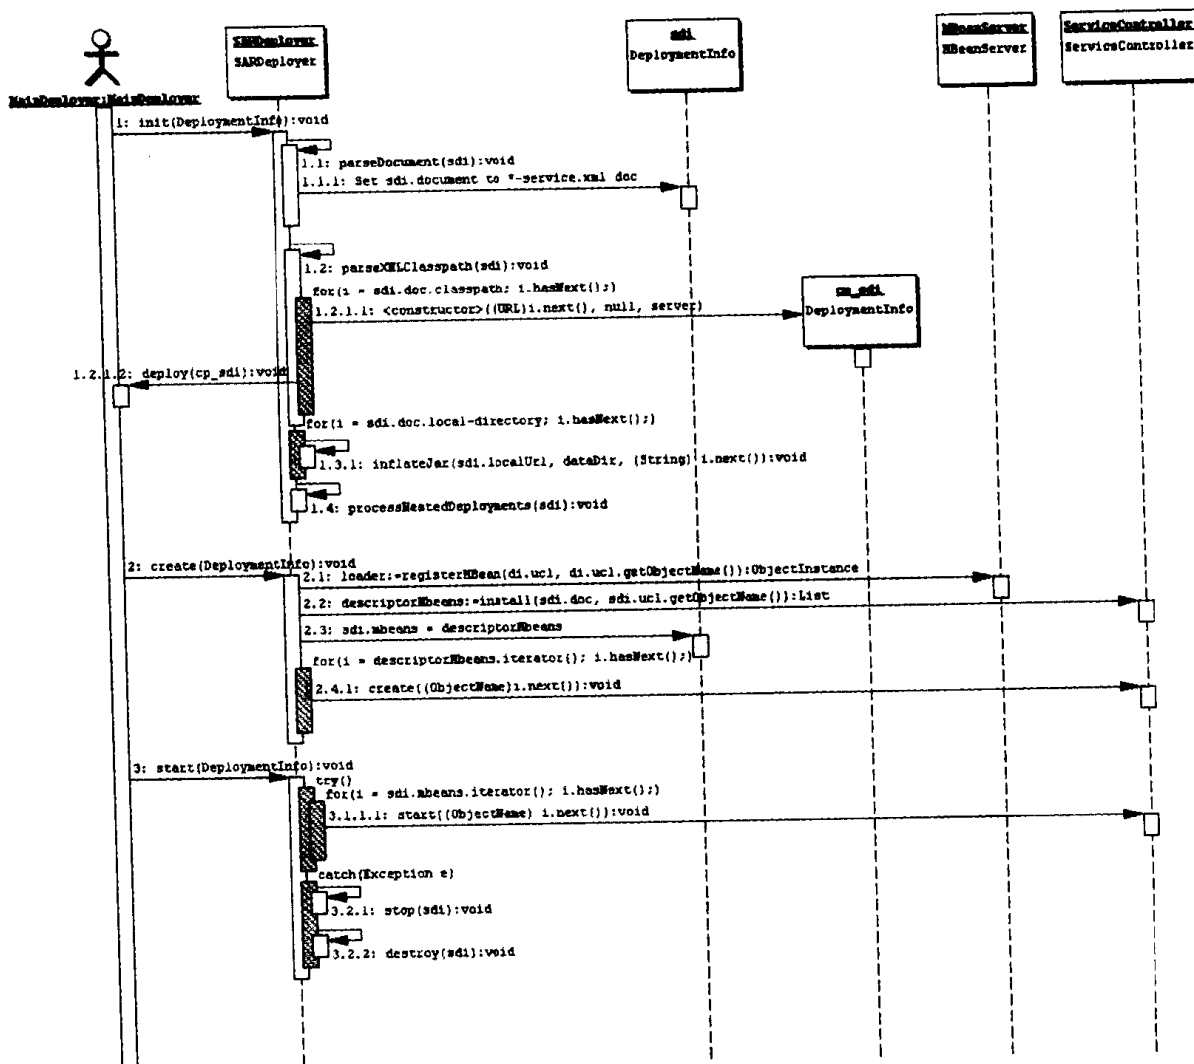 SARDeployer
SARDeployer
sdi
DeploymentInfo
MBeanServer
MBeanServer
ServiceController
ServiceController
MainDeployer:MainDeployer
1: init(DeploymentInfo):void
1.1: parseDocument(sdi):void
1.1.1: Set sdi.document to *-service.xml doc
1.2: parseXMLClasspath(sdi):void
for(i = sdi.doc.classpath; i.hasNext();)
cp_sdi
DeploymentInfo
1.2.1.1: <constructor>((URL)i.next(), null, server)
1.2.1.2: deploy(cp_sdi):void
for(i = sdi.doc.local-directory; i.hasNext();)
1.3.1: inflateJar(sdi.localUrl, dataDir, (String) i.next()):void
1.4: processNestedDeployments(sdi):void
2: create(DeploymentInfo):void
2.1: loader:=registerMBean(di.ucl, di.ucl.getObjectName()):ObjectInstance
2.2: descriptorMbeans:=install(sdi.doc, sdi.ucl.getObjectName()):List
2.3: sdi.mbeans = descriptorMbeans
for(i = descriptorMbeans.iterator(); i.hasNext();)
2.4.1: create((ObjectName)i.next()):void
3: start(DeploymentInfo):void
try()
for(i = sdi.mbeans.iterator(); i.hasNext();)
3.1.1.1: start((ObjectName) i.next()):void
catch(Exception e)
3.2.1: stop(sdi):void
3.2.2: destroy(sdi):void